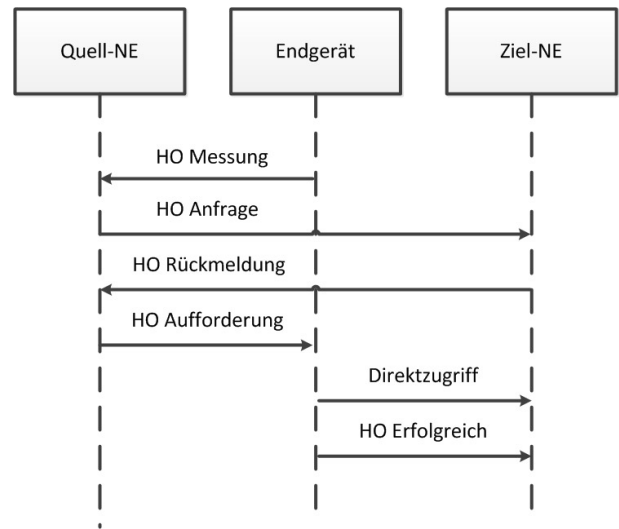 Quell-NE
Endgerät
Ziel-NE
HO Messung
HO Anfrage
HO Rückmeldung
HO Aufforderung
Direktzugriff
HO Erfolgreich